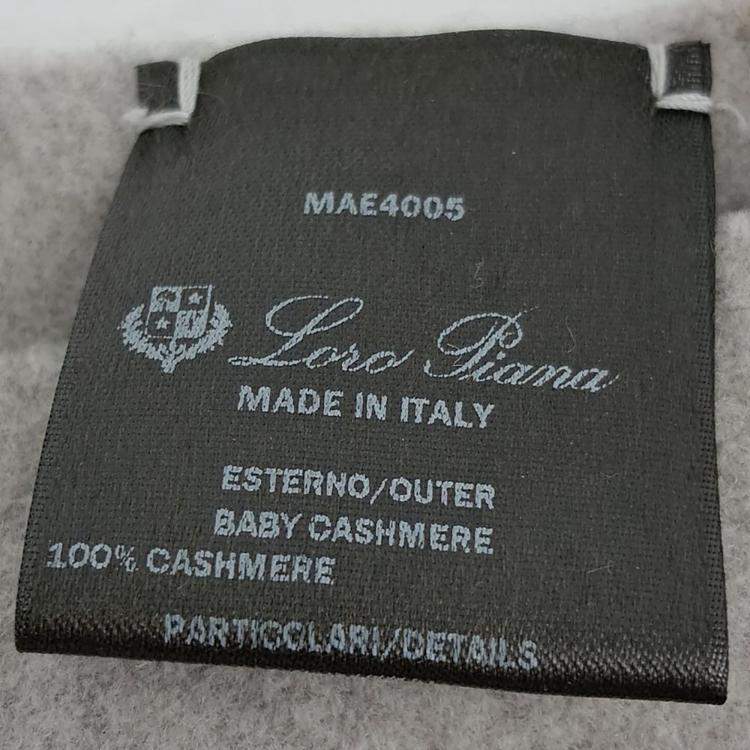 MAE4005
Loro Piana
MADE IN ITALY
ESTERNO/OUTER
BABY CASHMERE
100% CASHMERE
PARTICOLARI/DETAILS